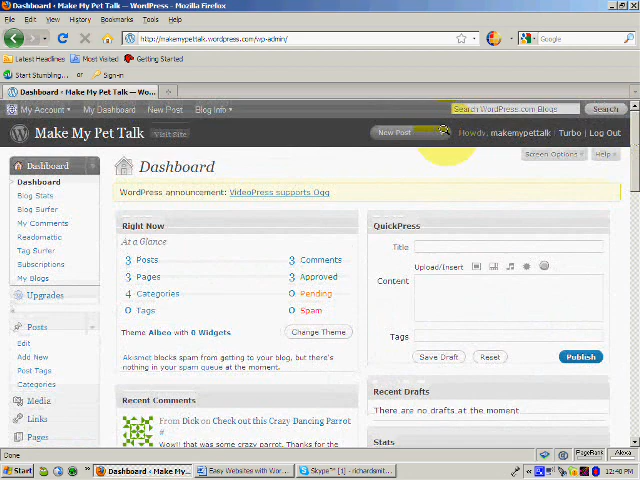 Dashboard ‹ Make My Pet Talk — WordPress - Mozilla Firefox
File Edit View History Bookmarks Tools Help
http://makemypettalk.wordpress.com/wp-admin/
Google
Latest Headlines Most Visited Getting Started
Start Stumbling... or Sign-in
Dashboard ‹ Make My Pet Talk — Wo...
My Account My Dashboard New Post Blog Info Search WordPress.com Blogs Search
Make My Pet Talk Visit Site New Post Howdy, makemypettalk | Turbo | Log Out
Screen Options Help
Dashboard
Dashboard
Dashboard
Blog Stats
Blog Surfer
My Comments
Readomattic
Tag Surfer
Subscriptions
My Blogs
Upgrades
Posts
Edit
Add New
Post Tags
Categories
Media
Links
Pages
WordPress announcement: VideoPress supports Ogg
Right Now
At a Glance
3 Posts 3 Comments
3 Pages 3 Approved
4 Categories 0 Pending
0 Tags 0 Spam
Theme Albeo with 0 Widgets Change Theme
Akismet blocks spam from getting to your blog, but there's
nothing in your spam queue at the moment.
Recent Comments
From Dick on Check out this Crazy Dancing Parrot
#
Wow!! that was some crazy parrot. Thanks for the
QuickPress
Title
Upload/Insert
Content
Tags
Save Draft Reset Publish
Recent Drafts
There are no drafts at the moment
Stats
Done PageRank Alexa
Start Dashboard ‹ Make My... Easy Websites with Wor... Skype™ [1] - richardsmit... 12:40 PM